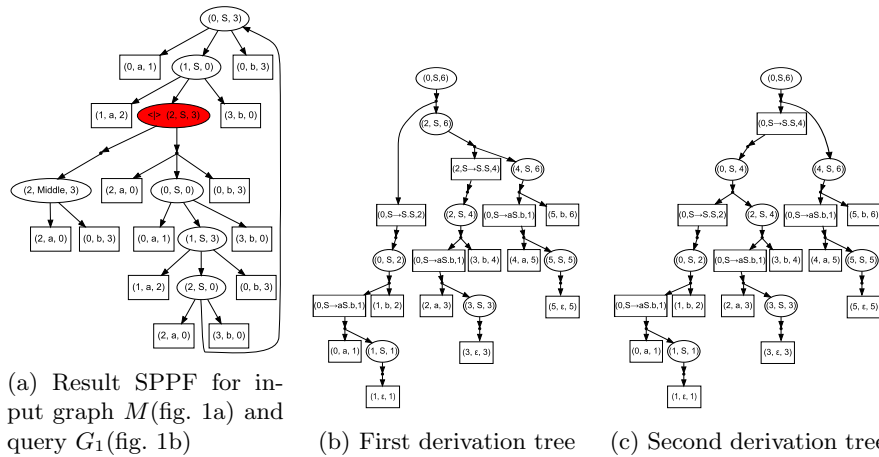 (0, S, 3)
(0, a, 1)
(1, S, 0)
(0, b, 3)
(1, a, 2)
<|> (2, S, 3)
(3, b, 0)
(2, Middle, 3)
(2, a, 0)
(0, S, 0)
(0, b, 3)
(2, a, 0)
(0, b, 3)
(0, a, 1)
(1, S, 3)
(3, b, 0)
(1, a, 2)
(2, S, 0)
(0, b, 3)
(2, a, 0)
(3, b, 0)
(a) Result SPPF for in-
put graph M(fig. 1a) and
query G₁(fig. 1b)
(0,S,6)
(2, S, 6)
(2,S→S.S,4)
(4, S, 6)
(0,S→S.S,2)
(2, S, 4)
(0,S→aS.b,1)
(5, b, 6)
(0, S, 2)
(0,S→aS.b,1)
(3, b, 4)
(4, a, 5)
(5, S, 5)
(0,S→aS.b,1)
(1, b, 2)
(2, a, 3)
(3, S, 3)
(5, ε, 5)
(0, a, 1)
(1, S, 1)
(3, ε, 3)
(1, ε, 1)
(b) First derivation tree
(0,S,6)
(0,S→S.S,4)
(0, S, 4)
(4, S, 6)
(0,S→S.S,2)
(2, S, 4)
(0,S→aS.b,1)
(5, b, 6)
(0, S, 2)
(0,S→aS.b,1)
(3, b, 4)
(4, a, 5)
(5, S, 5)
(0,S→aS.b,1)
(1, b, 2)
(2, a, 3)
(3, S, 3)
(5, ε, 5)
(0, a, 1)
(1, S, 1)
(3, ε, 3)
(1, ε, 1)
(c) Second derivation tree